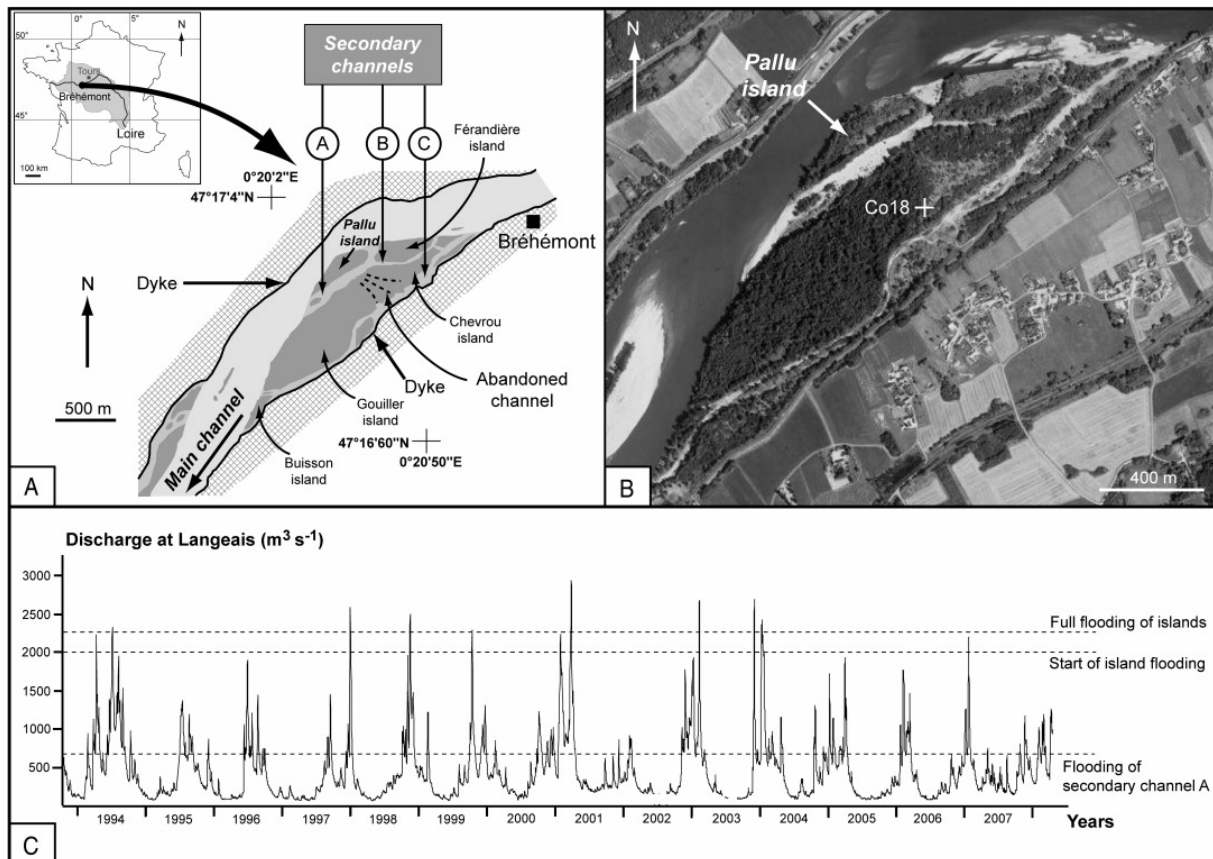 0°
5°
N
50°
Tours
Bréhémont
45°
Loire
100 km
Secondary
channels
A
B
C
Férandière
island
0°20'2"E
47°17'4"N
Pallu
island
Bréhémont
Dyke
N
Chevrou
island
Dyke
Abandoned
channel
500 m
Gouiller
island
47°16'60"N
0°20'50"E
Main channel
Buisson
island
A
N
Pallu
island
Co18
400 m
B
Discharge at Langeais (m³ s⁻¹)
3000
2500
Full flooding of islands
2000
Start of island flooding
1500
1000
500
Flooding of
secondary channel A
1994 1995 1996 1997 1998 1999 2000 2001 2002 2003 2004 2005 2006 2007
Years
C